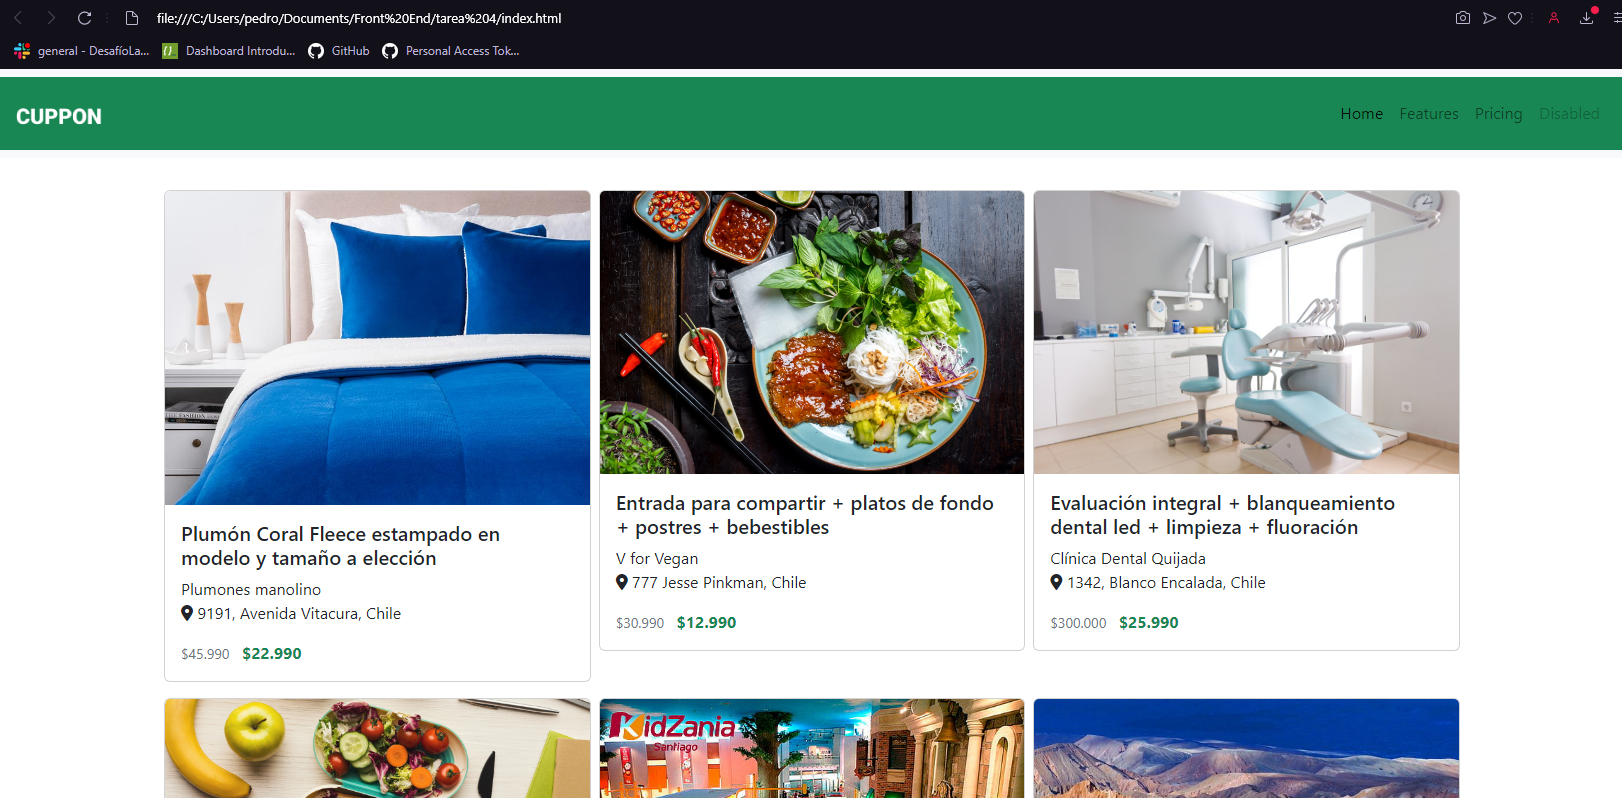 file:///C:/Users/pedro/Documents/Front%20End/tarea%204/index.html
general - DesafíoLa...
Dashboard Introdu...
GitHub
Personal Access Tok...
CUPPON
Home
Features
Pricing
Disabled
Plumón Coral Fleece estampado en
modelo y tamaño a elección
Plumones manolino
9191, Avenida Vitacura, Chile
$45.990 $22.990
Entrada para compartir + platos de fondo
+ postres + bebestibles
V for Vegan
777 Jesse Pinkman, Chile
$30.990 $12.990
Evaluación integral + blanqueamiento
dental led + limpieza + fluoración
Clínica Dental Quijada
1342, Blanco Encalada, Chile
$300.000 $25.990
KidZania
Santiago